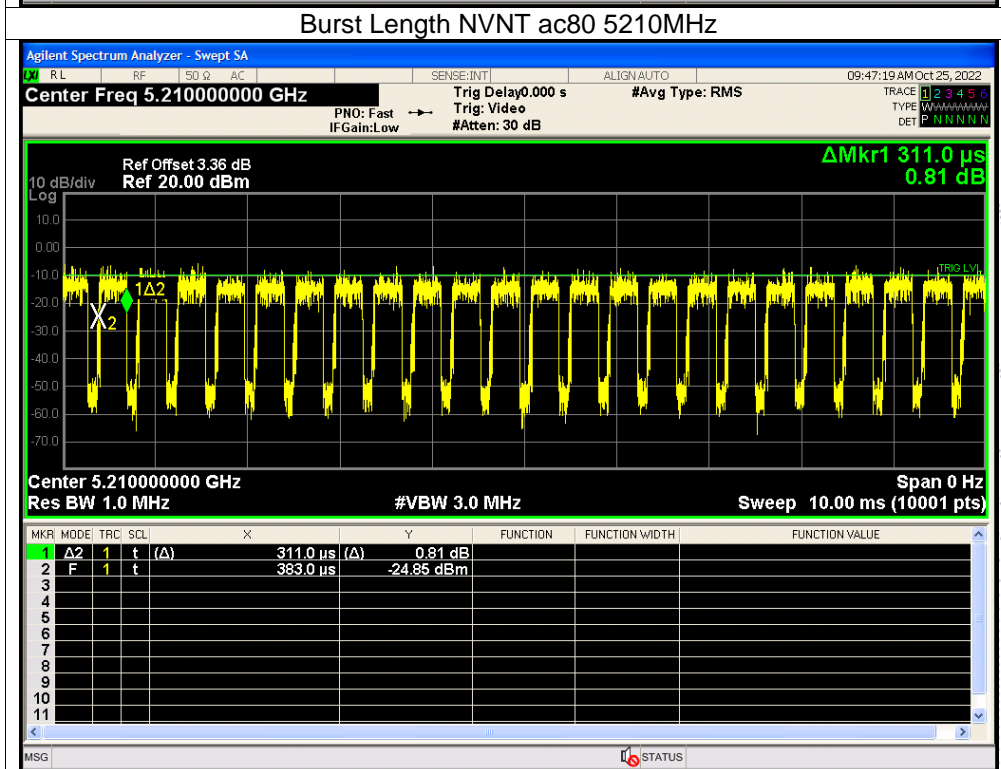 Burst Length NVNT ac80 5210MHz
Agilent Spectrum Analyzer - Swept SA
LXI RL RF 50 Ω AC SENSE:INT ALIGN AUTO 09:47:19 AM Oct 25, 2022
Center Freq 5.210000000 GHz PNO: Fast IFGain:Low Trig Delay0.000 s #Avg Type: RMS TRACE 1 2 3 4 5 6
Trig: Video TYPE WWWWWW
#Atten: 30 dB DET P N N N N N
ΔMkr1 311.0 µs
0.81 dB
Ref Offset 3.36 dB
10 dB/div Ref 20.00 dBm
Log
10.0
0.00
-10.0
TRIG LVL
1Δ2
-20.0
X2
-30.0
-40.0
-50.0
-60.0
-70.0
Center 5.210000000 GHz Span 0 Hz
Res BW 1.0 MHz #VBW 3.0 MHz Sweep 10.00 ms (10001 pts)
MKR MODE TRC SCL X Y FUNCTION FUNCTION WIDTH FUNCTION VALUE
1 Δ2 1 t (Δ) 311.0 µs (Δ) 0.81 dB
2 F 1 t 383.0 µs -24.85 dBm
3
4
5
6
7
8
9
10
11
MSG STATUS